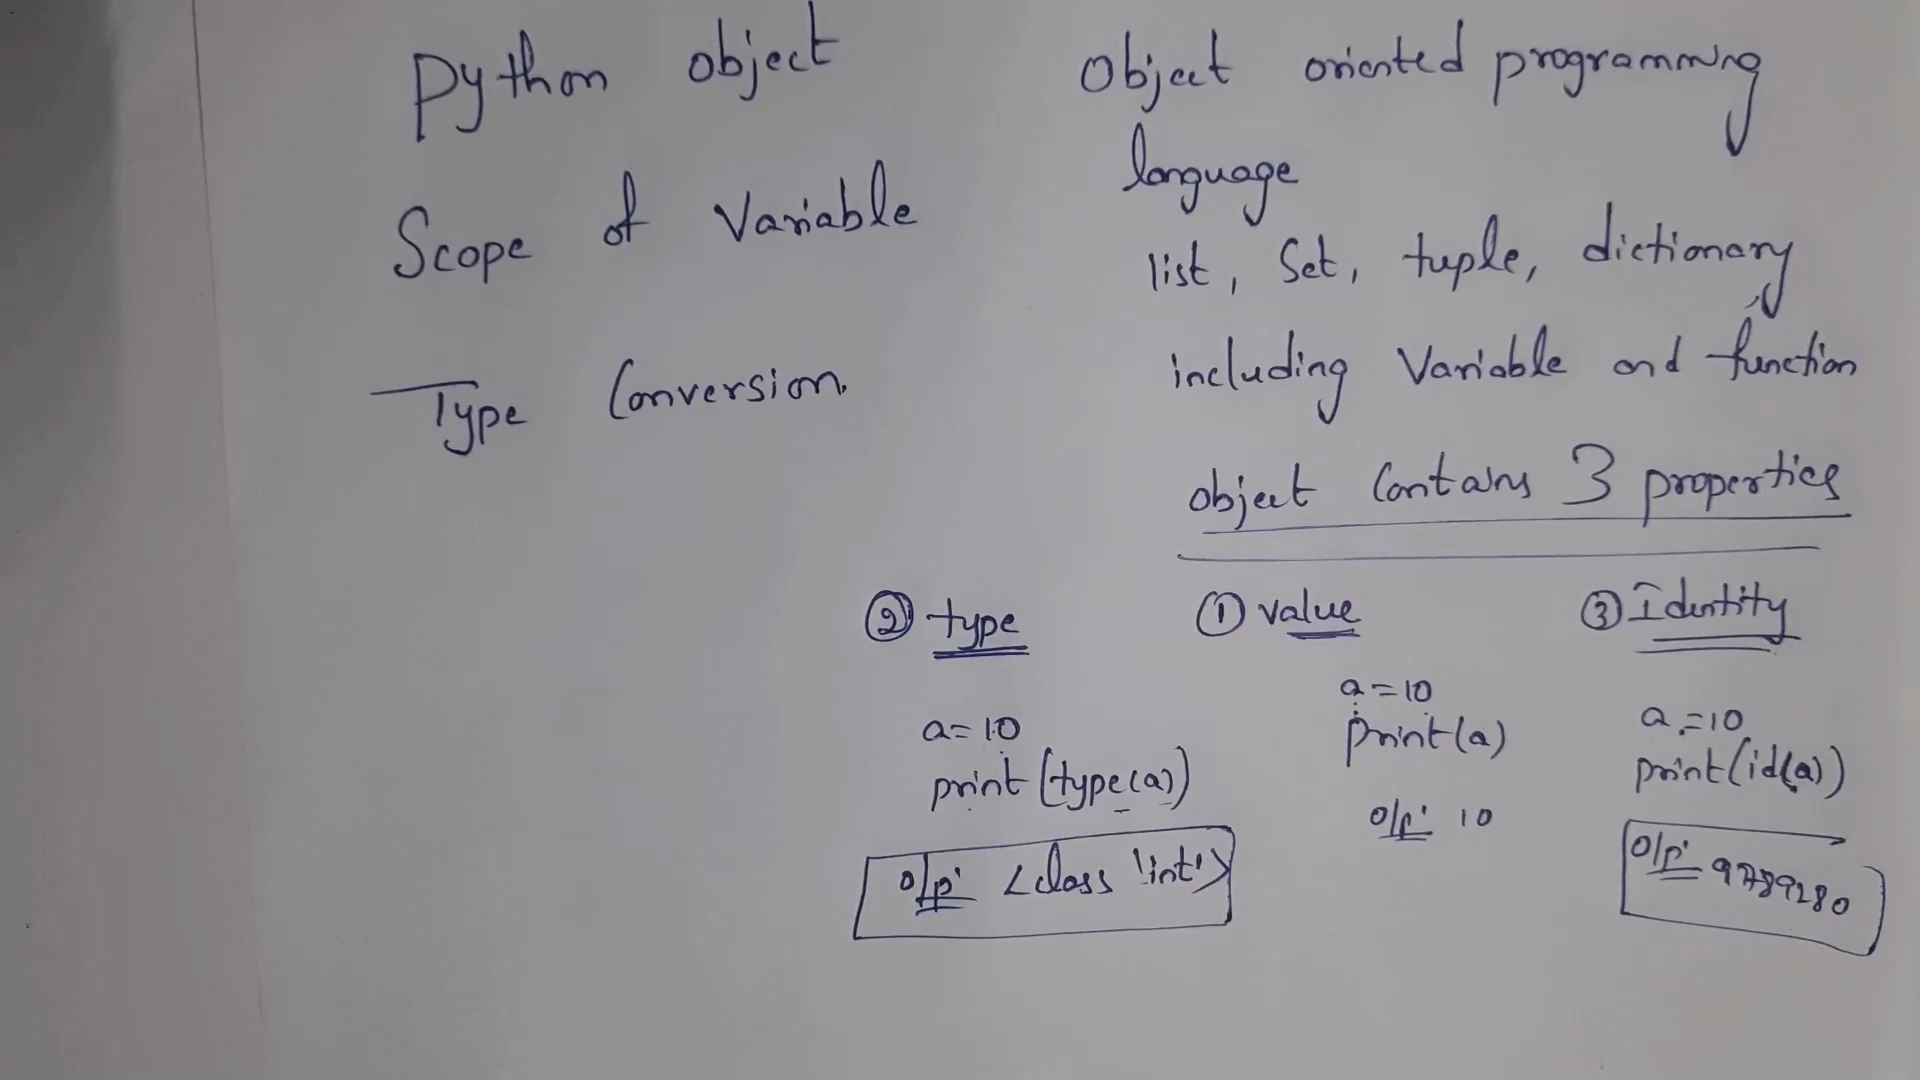 Python object
Scope of Variable
Type Conversion.
Object oriented programming
language
list, Set, tuple, dictionary
including Variable and function
object Contains 3 properties
② type
a=10
print(type(a))
o/p: <class 'int'>
① value
a=10
print(a)
o/p: 10
③ Identity
a=10
print(id(a))
o/p: 9789280